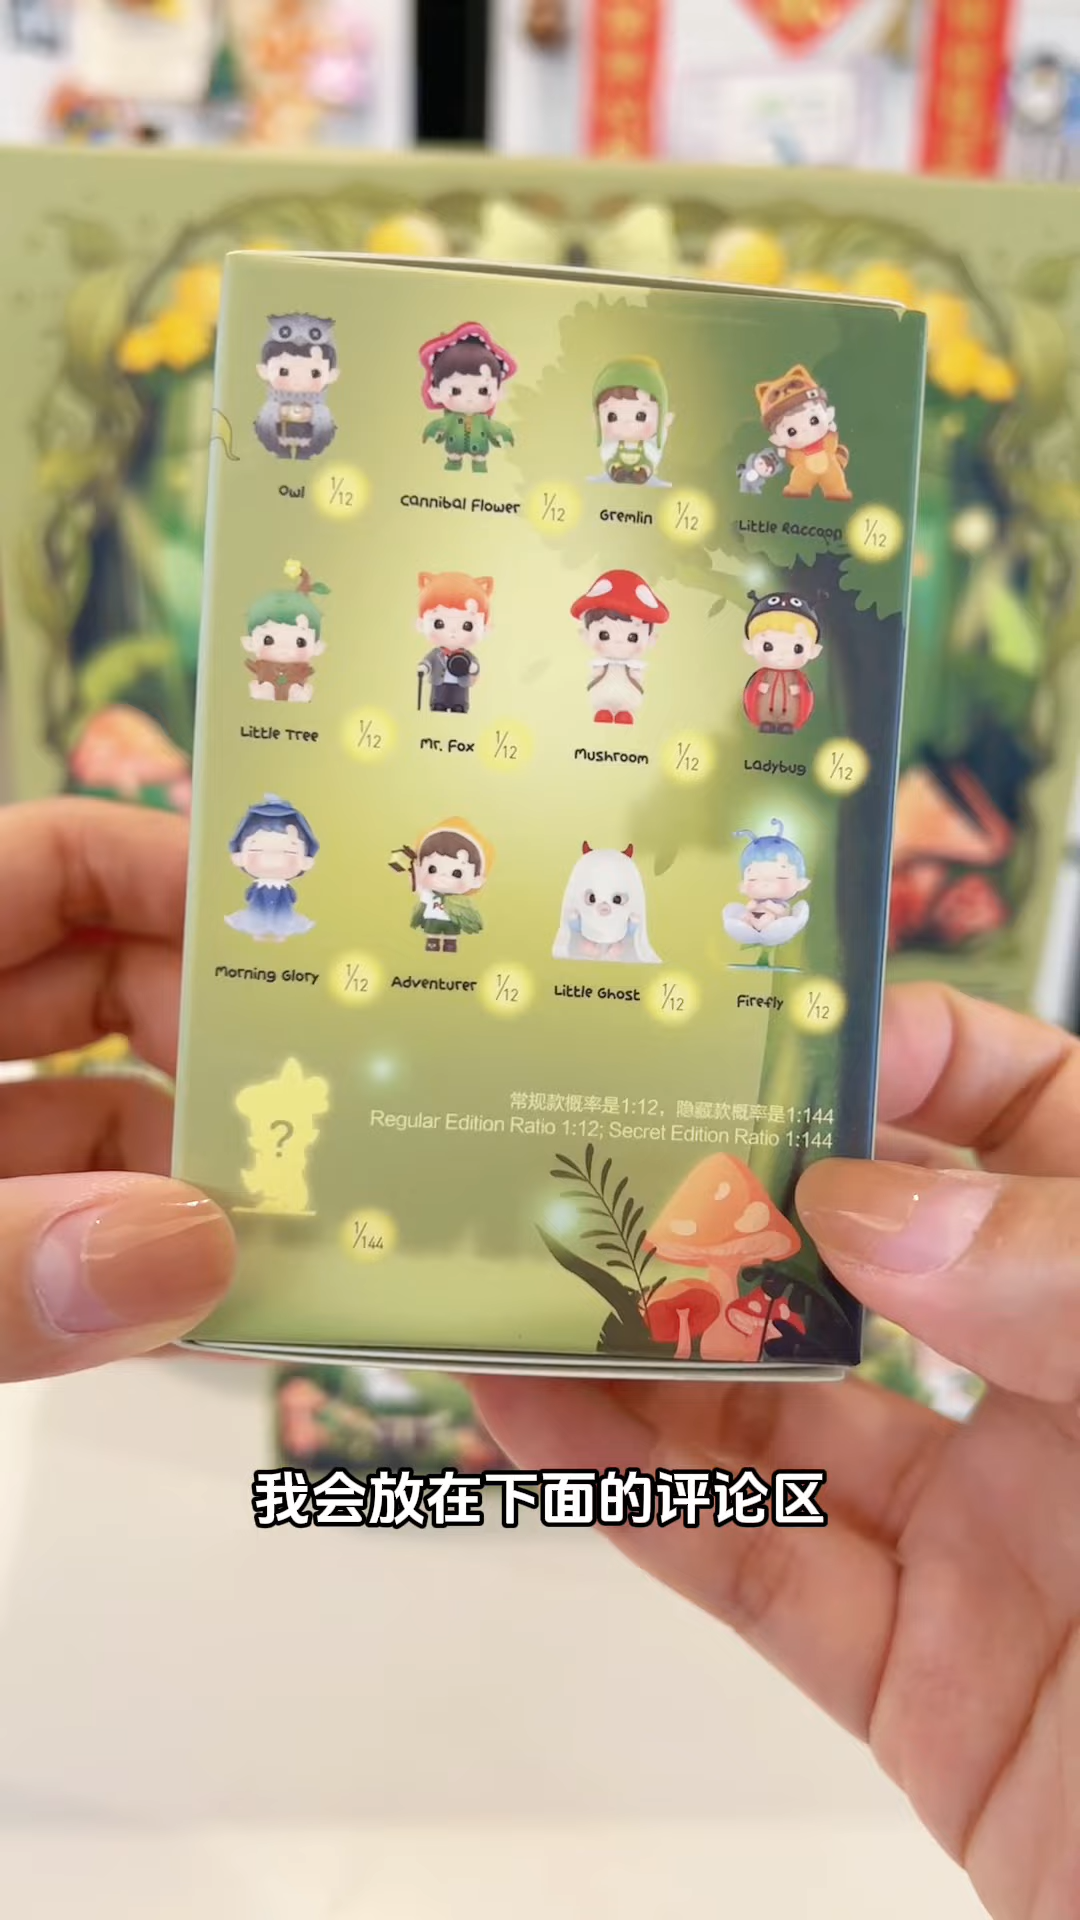 Owl 1/12
Cannibal Flower 1/12
Gremlin 1/12
Little Raccoon 1/12
Little Tree 1/12
Mr. Fox 1/12
Mushroom 1/12
Ladybug 1/12
Morning Glory 1/12
Adventurer 1/12
Little Ghost 1/12
Firefly 1/12
?
1/144
常规款概率是1:12，隐藏款概率是1:144
Regular Edition Ratio 1:12; Secret Edition Ratio 1:144
我会放在下面的评论区